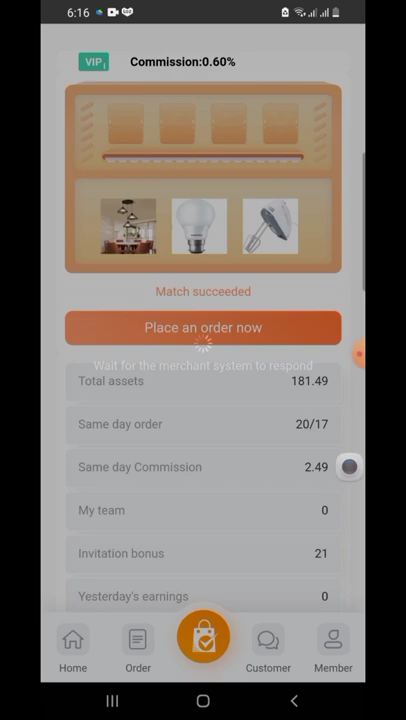 6:16
VIP1
Commission:0.60%
Match succeeded
Place an order now
Wait for the merchant system to respond
Total assets 181.49
Same day order 20/17
Same day Commission 2.49
My team 0
Invitation bonus 21
Yesterday's earnings 0
Home Order Customer Member